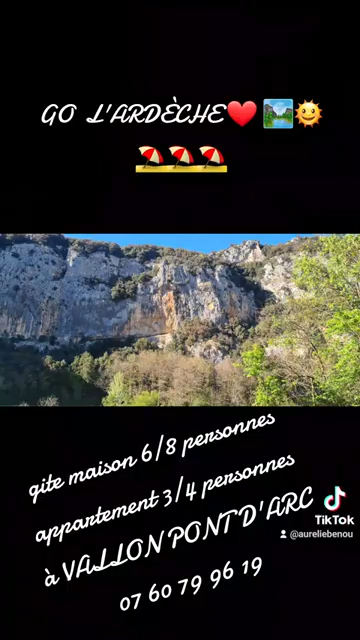 GO L'ARDÈCHE❤️🏞️🌞
⛱️⛱️⛱️
gite maison 6/8 personnes
appartement 3/4 personnes
à VALLON PONT D'ARC
07 60 79 96 19
TikTok
@aureliebenou